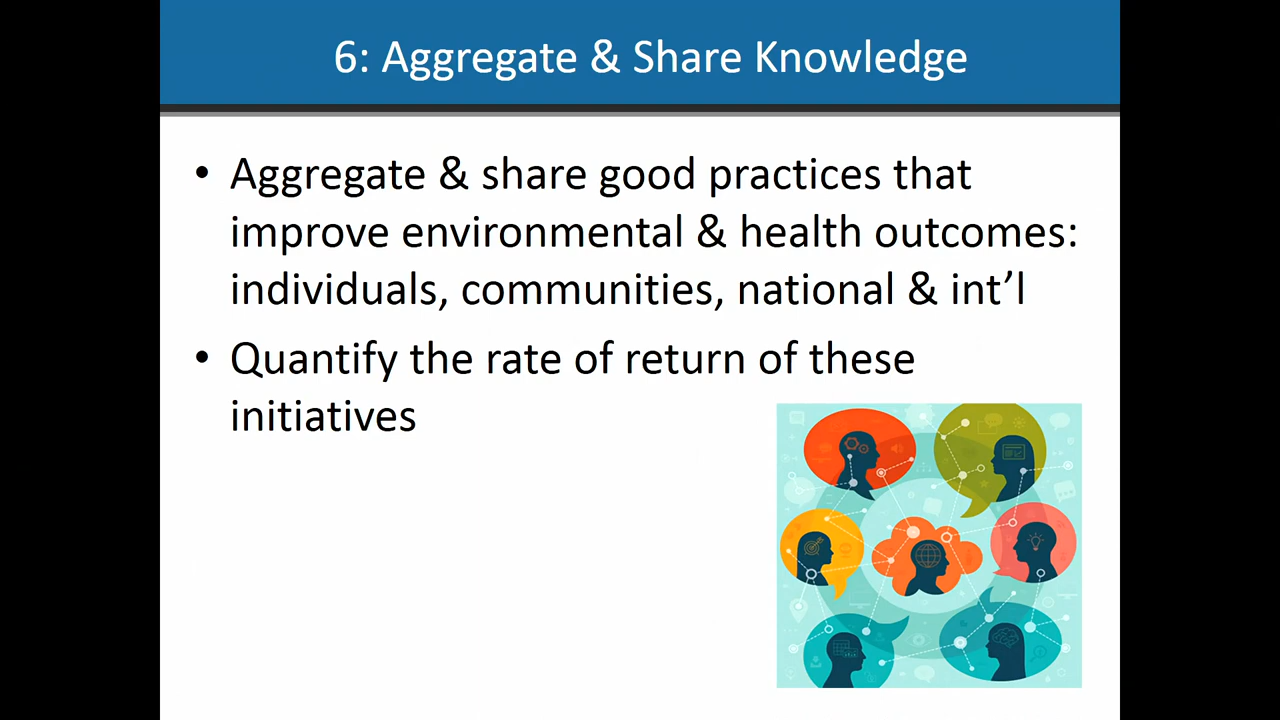 6: Aggregate & Share Knowledge
• Aggregate & share good practices that
improve environmental & health outcomes:
individuals, communities, national & int’l
• Quantify the rate of return of these
initiatives